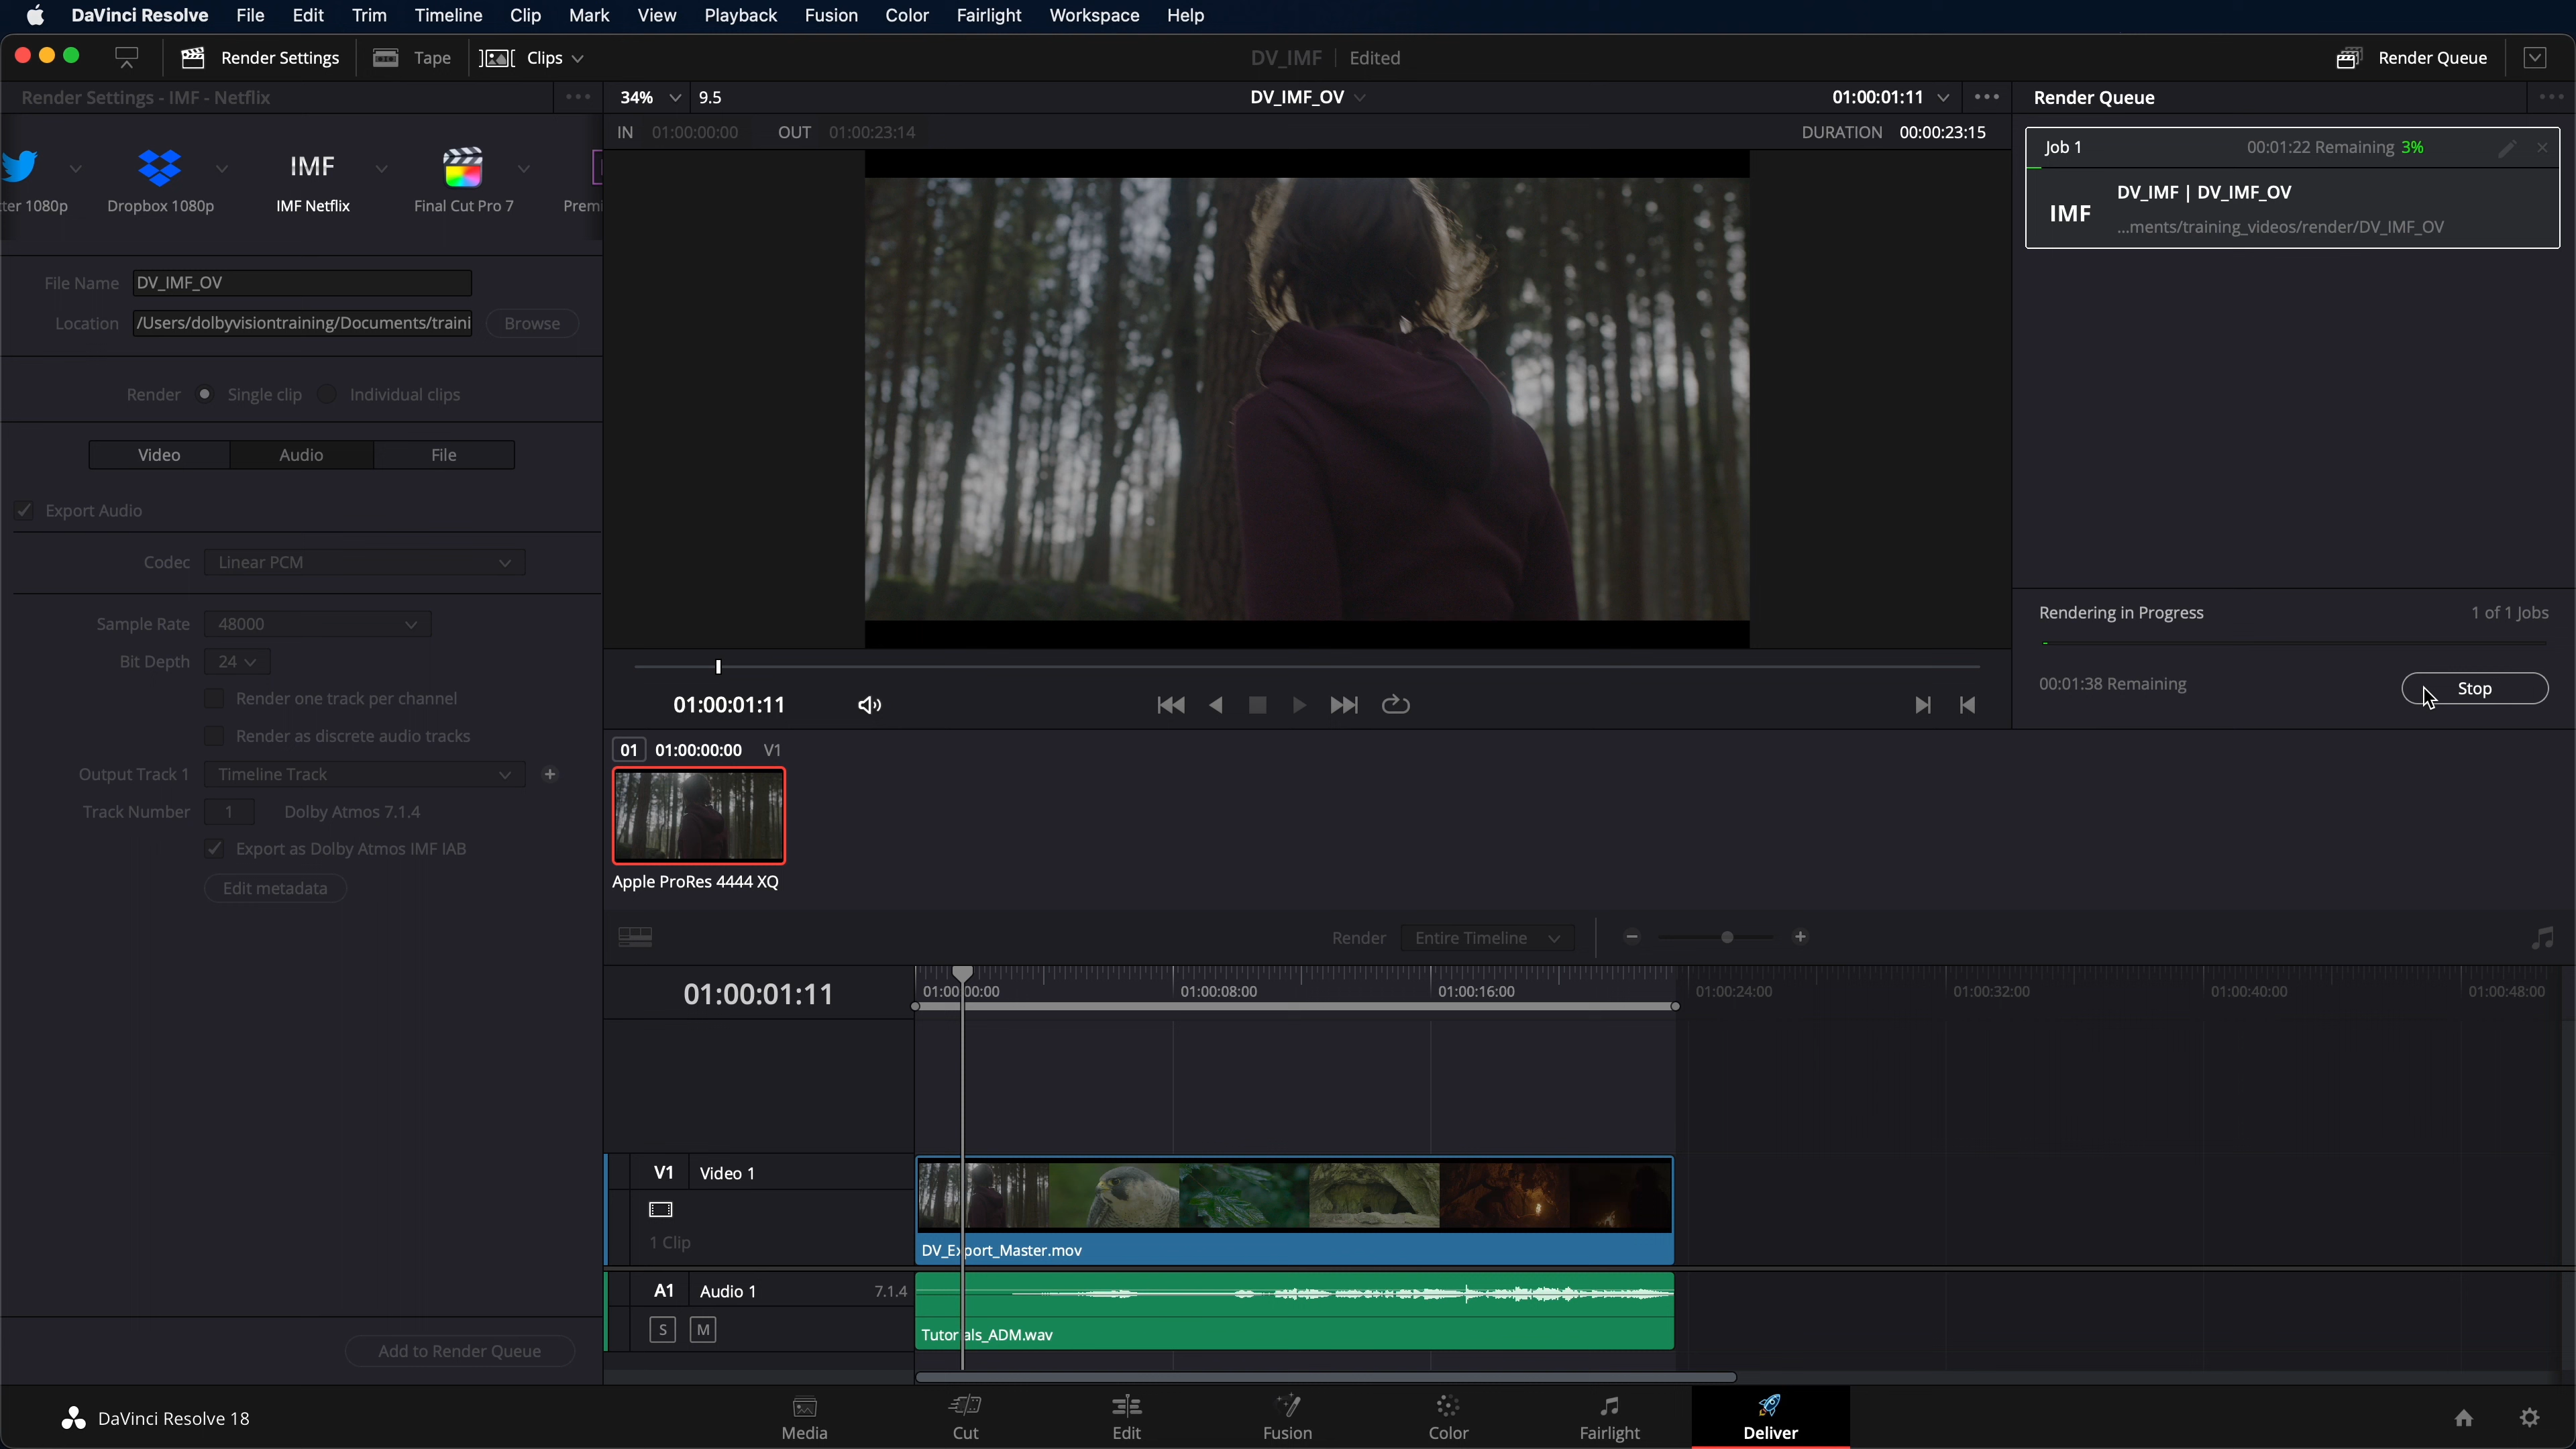 DaVinci Resolve File Edit Trim Timeline Clip Mark View Playback Fusion Color Fairlight Workspace Help
Render Settings Tape Clips DV_IMF Edited Render Queue
Render Settings - IMF - Netflix 34% 9.5 DV_IMF_OV 01:00:01:11 Render Queue
IN 01:00:00:00 OUT 01:00:23:14 DURATION 00:00:23:15
Job 1 00:01:22 Remaining 3%
DV_IMF | DV_IMF_OV
IMF
...ments/training_videos/render/DV_IMF_OV
IMF
ter 1080p Dropbox 1080p IMF Netflix Final Cut Pro 7 Premi
File Name DV_IMF_OV
Location /Users/dolbyvisiontraining/Documents/traini Browse
Render Single clip Individual clips
Video Audio File
Export Audio
Codec Linear PCM
Sample Rate 48000
Bit Depth 24
Render one track per channel
Render as discrete audio tracks
Output Track 1 Timeline Track
Track Number 1 Dolby Atmos 7.1.4
Export as Dolby Atmos IMF IAB
Edit metadata
Add to Render Queue
Rendering in Progress 1 of 1 Jobs
00:01:38 Remaining Stop
01:00:01:11
01 01:00:00:00 V1
Apple ProRes 4444 XQ
Render Entire Timeline
01:00:01:11 01:00:00:00 01:00:08:00 01:00:16:00 01:00:24:00 01:00:32:00 01:00:40:00 01:00:48:00
V1 Video 1
1 Clip
DV_Export_Master.mov
A1 Audio 1 7.1.4
S M
Tutorials_ADM.wav
DaVinci Resolve 18
Media Cut Edit Fusion Color Fairlight Deliver